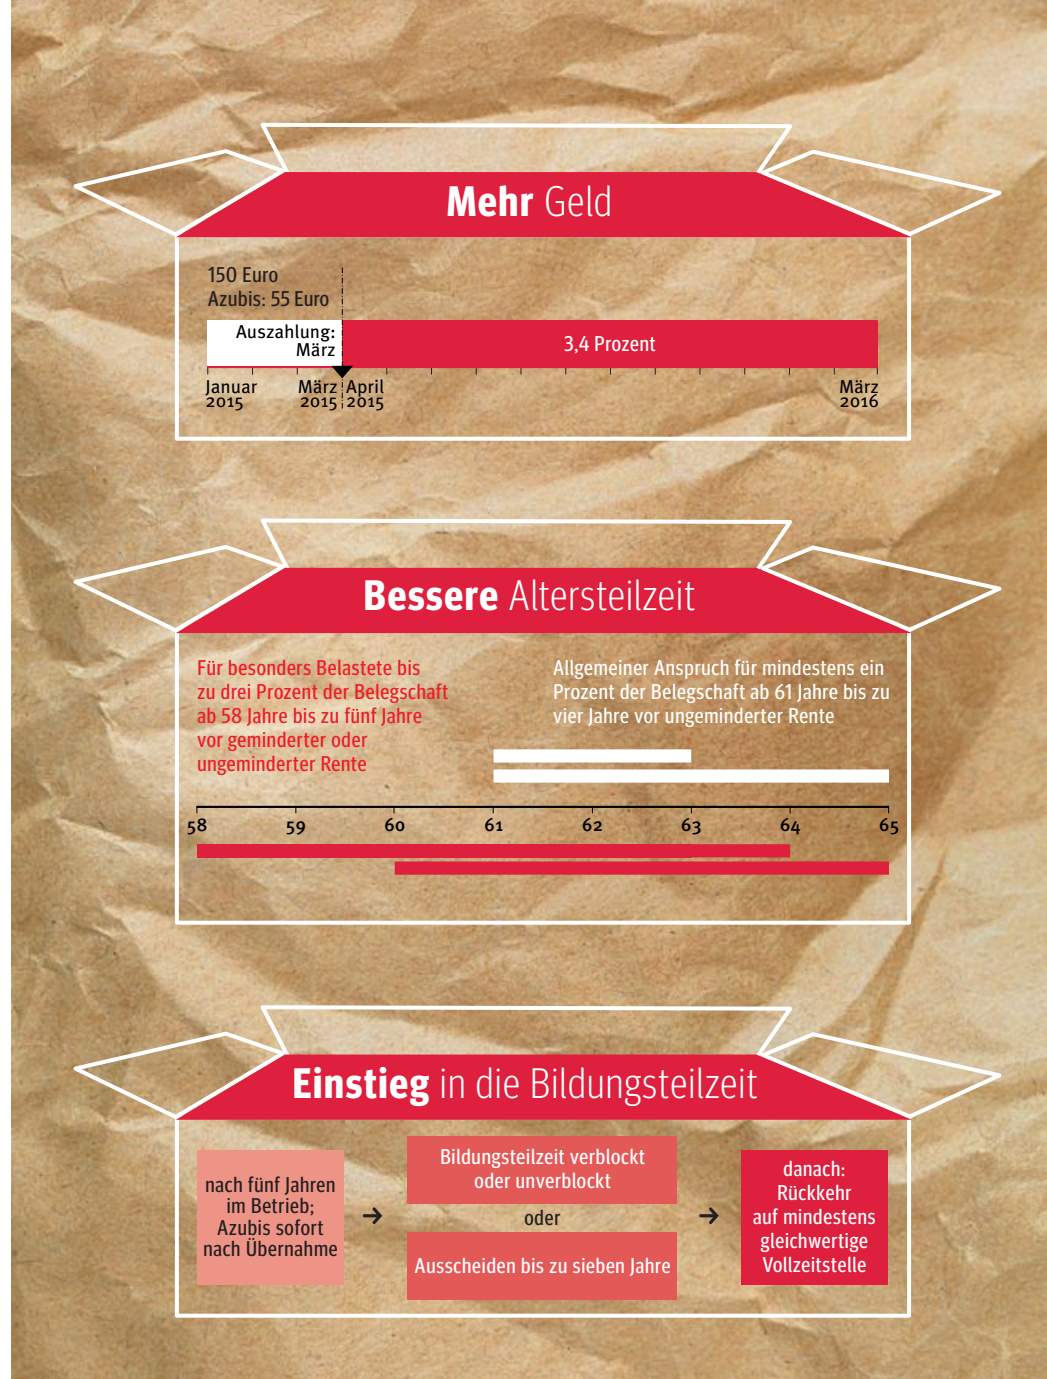 Mehr Geld
150 Euro
Azubis: 55 Euro
Auszahlung:
März
3,4 Prozent
Januar
2015
März
2015
April
2015
März
2016
Bessere Altersteilzeit
Für besonders Belastete bis
zu drei Prozent der Belegschaft
ab 58 Jahre bis zu fünf Jahre
vor geminderter oder
ungeminderter Rente
Allgemeiner Anspruch für mindestens ein
Prozent der Belegschaft ab 61 Jahre bis zu
vier Jahre vor ungeminderter Rente
58 59 60 61 62 63 64 65
Einstieg in die Bildungsteilzeit
nach fünf Jahren
im Betrieb;
Azubis sofort
nach Übernahme
Bildungsteilzeit verblockt
oder unverblockt
oder
Ausscheiden bis zu sieben Jahre
danach:
Rückkehr
auf mindestens
gleichwertige
Vollzeitstelle